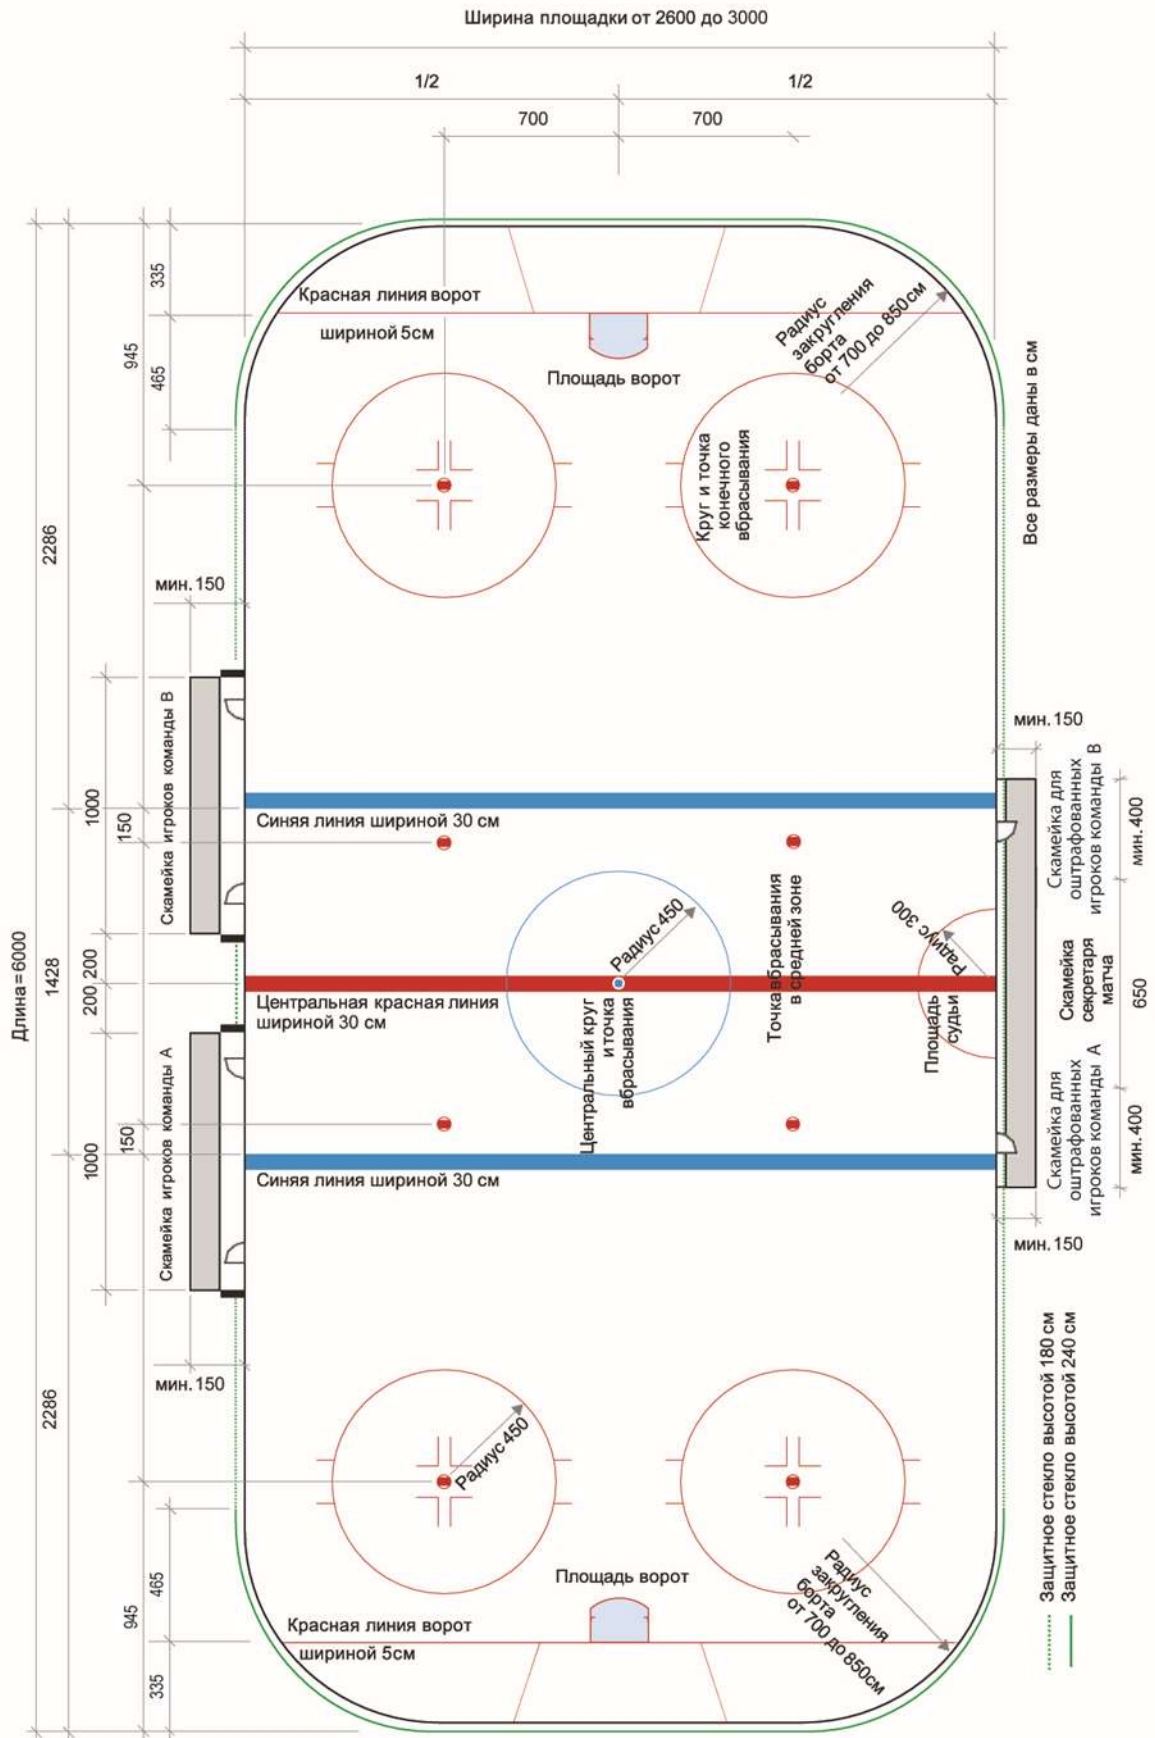 Ширина площадки от 2600 до 3000
1/2
1/2
700
700
335
945
465
2286
Красная линия ворот
шириной 5см
Площадь ворот
Радиус
закругления
борта
от 700 до 850см
Круг и точка
конечного
вбрасывания
Все размеры даны в см
мин. 150
Скамейка игроков команды В
1000
150
Синяя линия шириной 30 см
мин. 150
Скамейка для
оштрафованных
игроков команды В
мин. 400
Длина=6000
1428
200
200
Радиус 450
Точка вбрасывания
в средней зоне
Радиус 300
Центральная красная линия
шириной 30 см
Центральный круг
и точка
вбрасывания
Площадь
судьи
Скамейка
секретаря
матча
650
Скамейка игроков команды А
1000
150
Синяя линия шириной 30 см
Скамейка для
оштрафованных
игроков команды А
мин. 400
мин. 150
мин. 150
2286
Радиус 450
Защитное стекло высотой 180 см
Защитное стекло высотой 240 см
465
945
335
Площадь ворот
Красная линия ворот
шириной 5см
Радиус
закругления
борта
от 700 до 850см